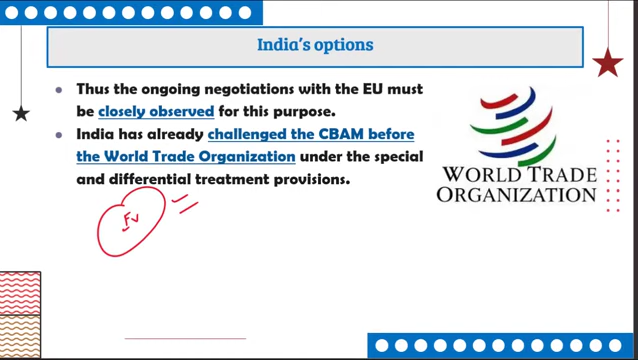 India's options
Thus the ongoing negotiations with the EU must
be closely observed for this purpose.
India has already challenged the CBAM before
the World Trade Organization under the special
and differential treatment provisions.
WORLD TRADE
ORGANIZATION